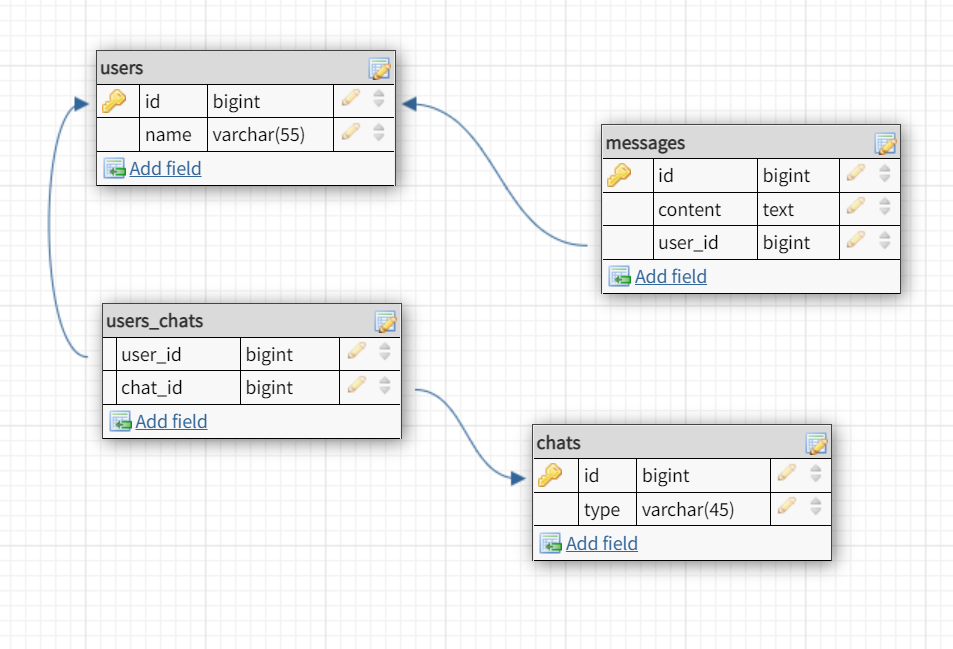 users
id bigint
name varchar(55)
Add field
messages
id bigint
content text
user_id bigint
Add field
users_chats
user_id bigint
chat_id bigint
Add field
chats
id bigint
type varchar(45)
Add field